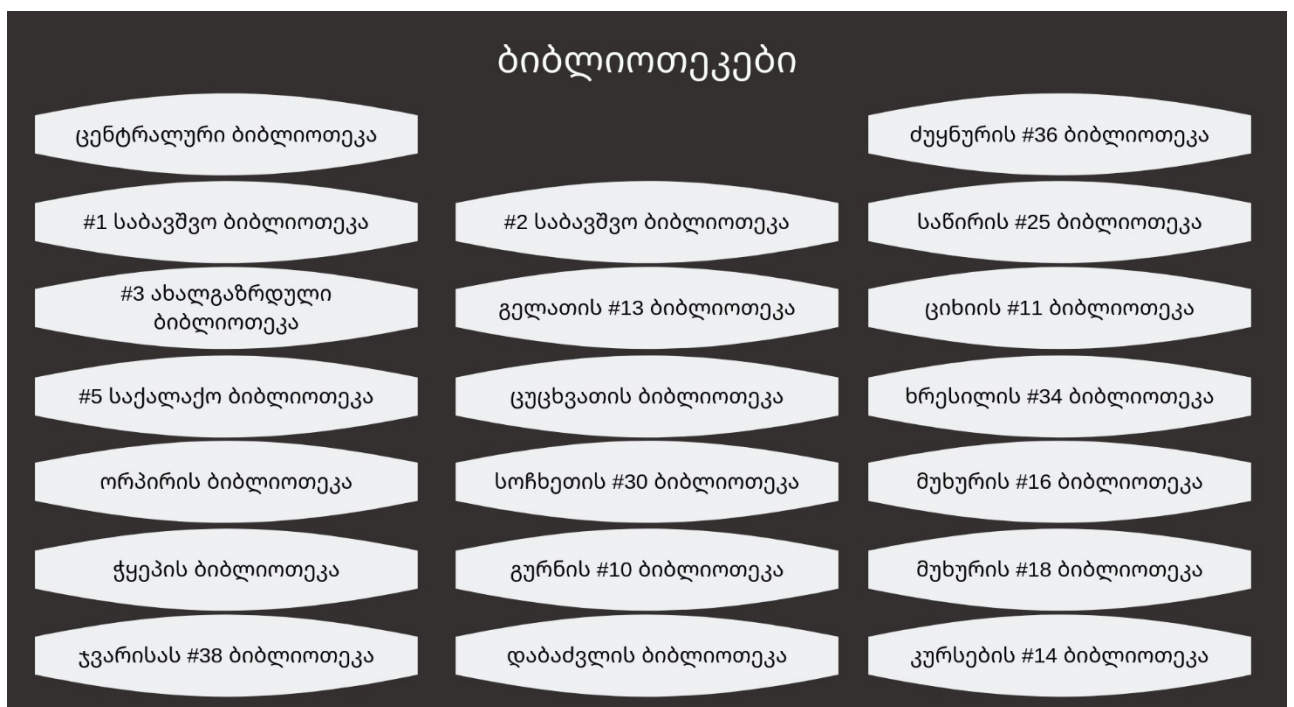 ბიბლიოთეკები
ცენტრალური ბიბლიოთეკა
ძუყნურის #36 ბიბლიოთეკა
#1 საბავშვო ბიბლიოთეკა
#2 საბავშვო ბიბლიოთეკა
საწირის #25 ბიბლიოთეკა
#3 ახალგაზრდული
ბიბლიოთეკა
გელათის #13 ბიბლიოთეკა
ციხიის #11 ბიბლიოთეკა
#5 საქალაქო ბიბლიოთეკა
ცუცხვათის ბიბლიოთეკა
ხრესილის #34 ბიბლიოთეკა
ორპირის ბიბლიოთეკა
სოჩხეთის #30 ბიბლიოთეკა
მუხურის #16 ბიბლიოთეკა
ჭყეპის ბიბლიოთეკა
გურნის #10 ბიბლიოთეკა
მუხურის #18 ბიბლიოთეკა
ჯვარისას #38 ბიბლიოთეკა
დაბაძვლის ბიბლიოთეკა
კურსების #14 ბიბლიოთეკა